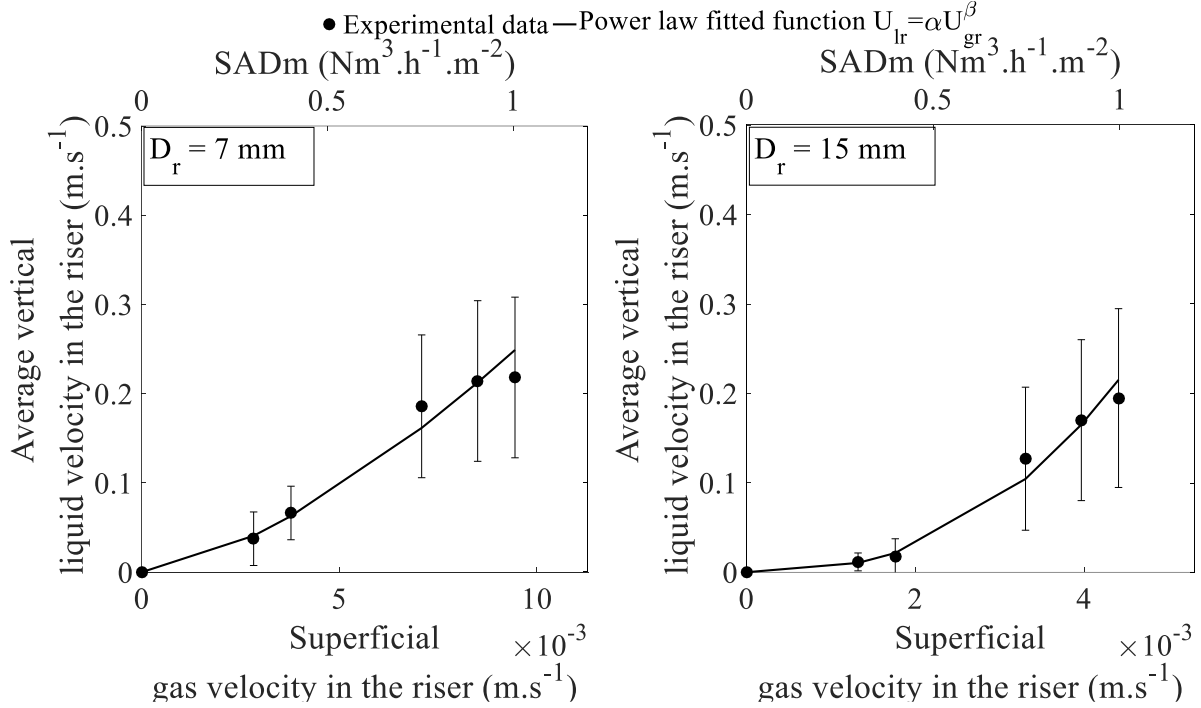 ● Experimental data — Power law fitted function U_lr=αU_gr^β
SADm (Nm³.h⁻¹.m⁻²)
0 0.5 1
D_r = 7 mm
0.5
0.4
0.3
0.2
0.1
0
Average vertical
liquid velocity in the riser (m.s⁻¹)
0 5 10
×10⁻³
Superficial
gas velocity in the riser (m.s⁻¹)
SADm (Nm³.h⁻¹.m⁻²)
0 0.5 1
D_r = 15 mm
0.5
0.4
0.3
0.2
0.1
0
Average vertical
liquid velocity in the riser (m.s⁻¹)
0 2 4
×10⁻³
Superficial
gas velocity in the riser (m.s⁻¹)